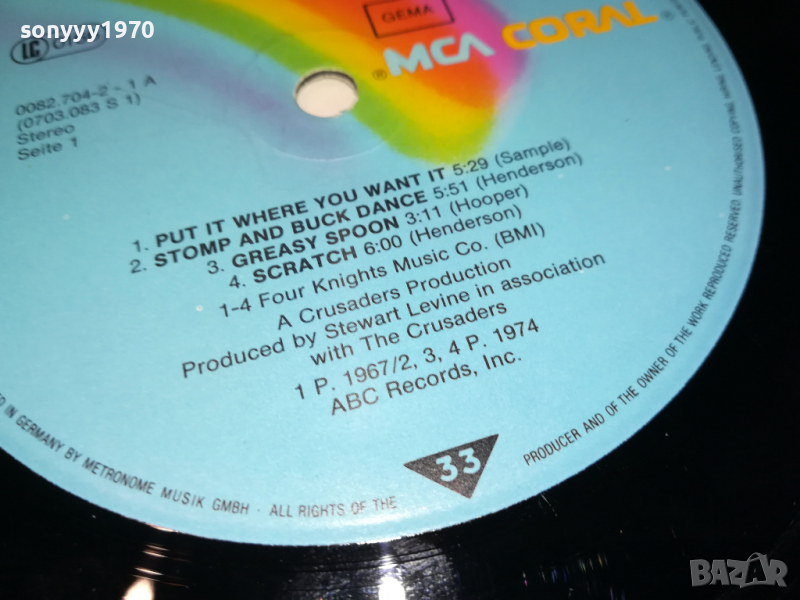 sonyyy1970
LC
GEMA
MCA CORAL
®
0082.704-2 - 1 A
(0703.083 S 1)
Stereo
Seite 1
1. PUT IT WHERE YOU WANT IT 5:29 (Sample)
2. STOMP AND BUCK DANCE 5:51 (Henderson)
3. GREASY SPOON 3:11 (Hooper)
4. SCRATCH 6:00 (Henderson)
1-4 Four Knights Music Co. (BMI)
A Crusaders Production
Produced by Stewart Levine in association
with The Crusaders
1 P. 1967/2, 3, 4 P. 1974
ABC Records, Inc.
33
IN GERMANY BY METRONOME MUSIK GMBH · ALL RIGHTS OF THE
PRODUCER AND OF THE OWNER OF THE WORK REPRODUCED RESERVED. UNAUTHORISED COPYING
BAZAR